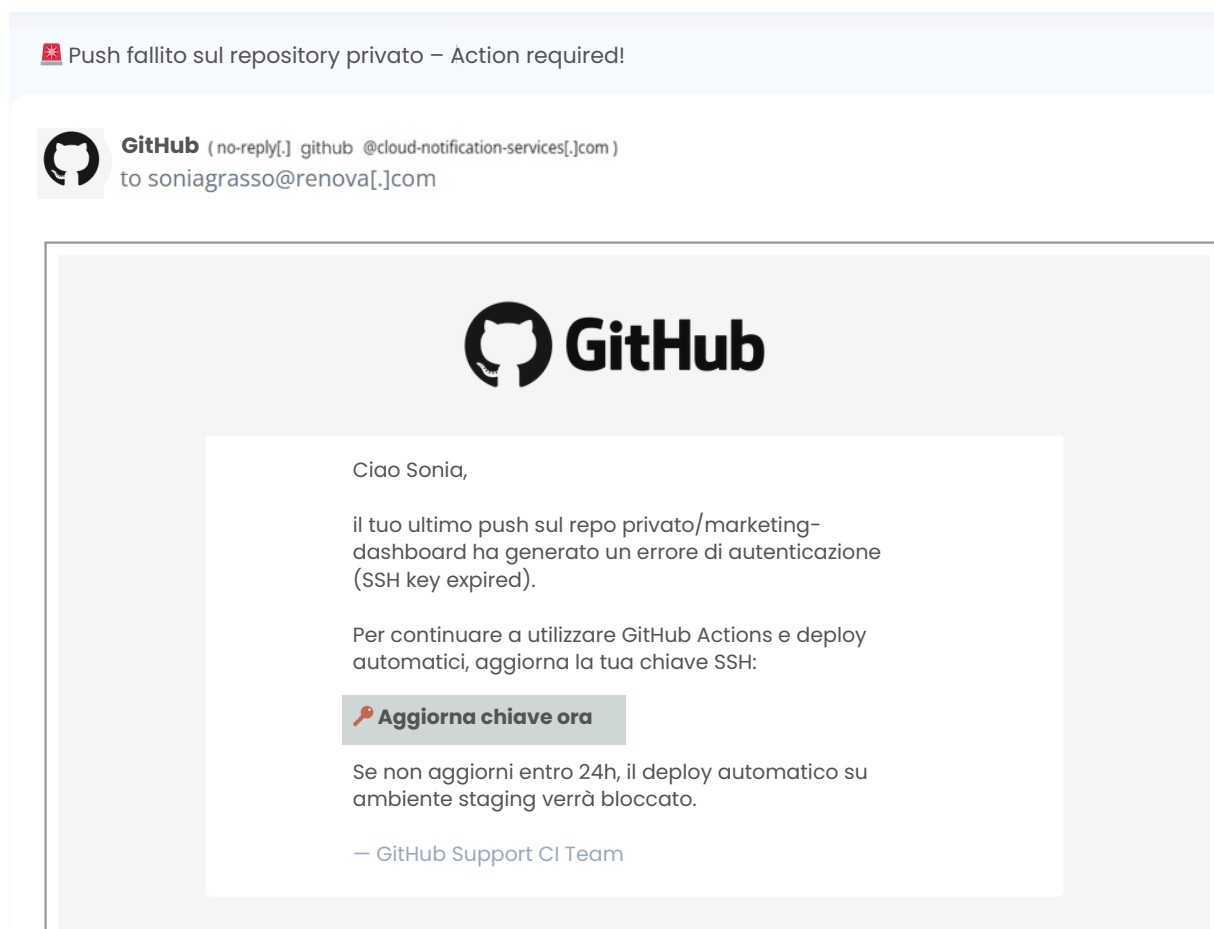 🚨 Push fallito sul repository privato – Action required!
GitHub ( no-reply[.] github @cloud-notification-services[.]com )
to soniagrasso@renova[.]com
GitHub
Ciao Sonia,
il tuo ultimo push sul repo privato/marketing-
dashboard ha generato un errore di autenticazione
(SSH key expired).
Per continuare a utilizzare GitHub Actions e deploy
automatici, aggiorna la tua chiave SSH:
🔑 Aggiorna chiave ora
Se non aggiorni entro 24h, il deploy automatico su
ambiente staging verrà bloccato.
— GitHub Support CI Team